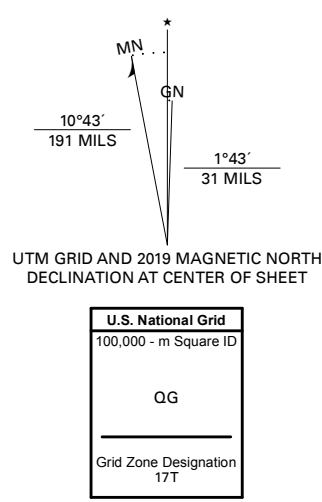 MN
GN
10°43´
191 MILS
1°43´
31 MILS
UTM GRID AND 2019 MAGNETIC NORTH
DECLINATION AT CENTER OF SHEET
U.S. National Grid
100,000 - m Square ID
QG
Grid Zone Designation
17T